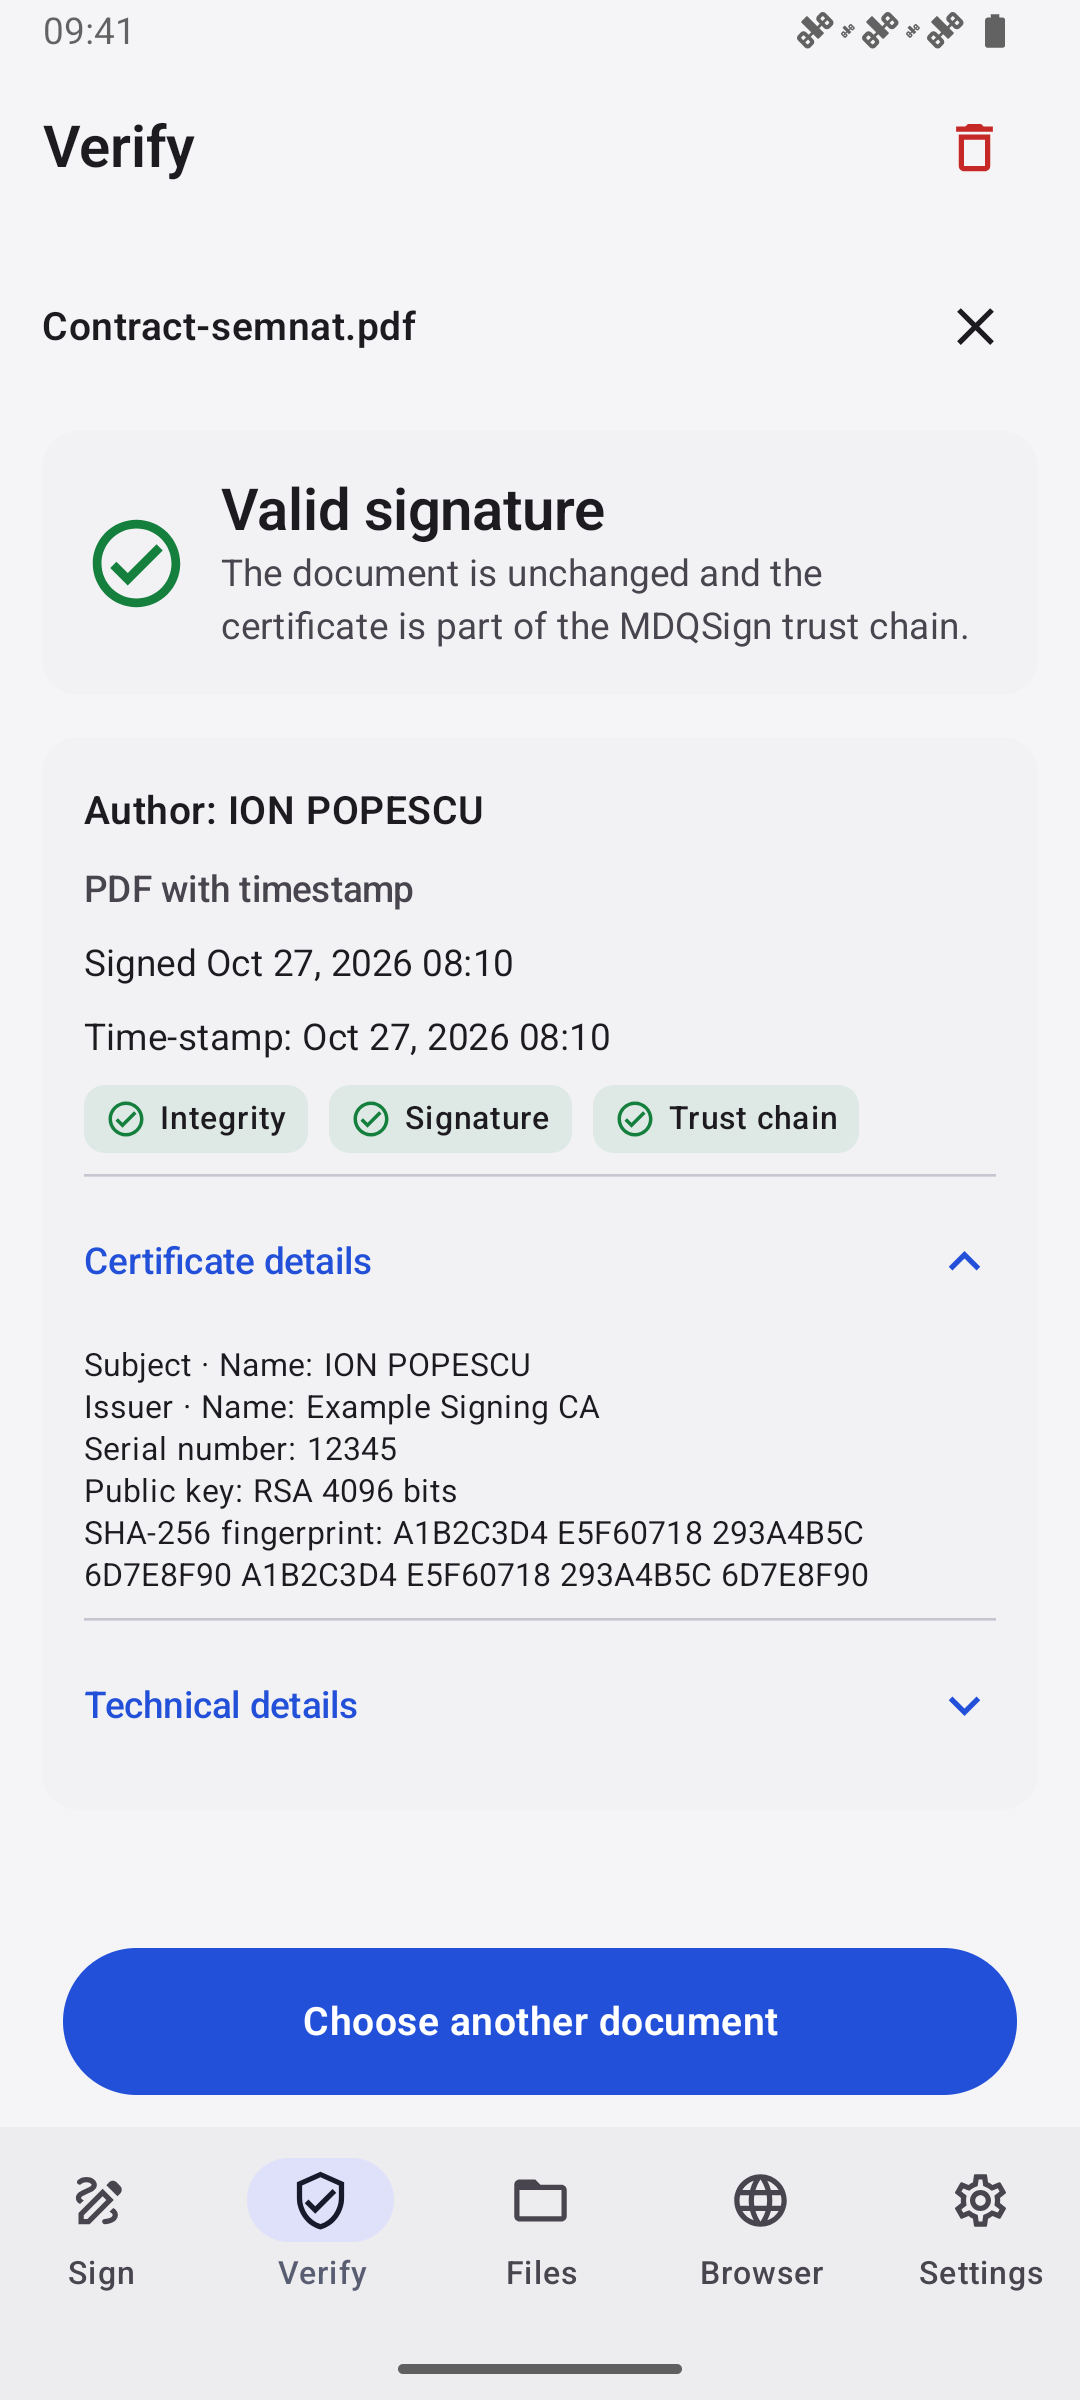 09:41
Verify
Contract-semnat.pdf
Valid signature
The document is unchanged and the
certificate is part of the MDQSign trust chain.
Author: ION POPESCU
PDF with timestamp
Signed Oct 27, 2026 08:10
Time-stamp: Oct 27, 2026 08:10
Integrity Signature Trust chain
Certificate details
Subject · Name: ION POPESCU
Issuer · Name: Example Signing CA
Serial number: 12345
Public key: RSA 4096 bits
SHA-256 fingerprint: A1B2C3D4 E5F60718 293A4B5C
6D7E8F90 A1B2C3D4 E5F60718 293A4B5C 6D7E8F90
Technical details
Choose another document
Sign Verify Files Browser Settings